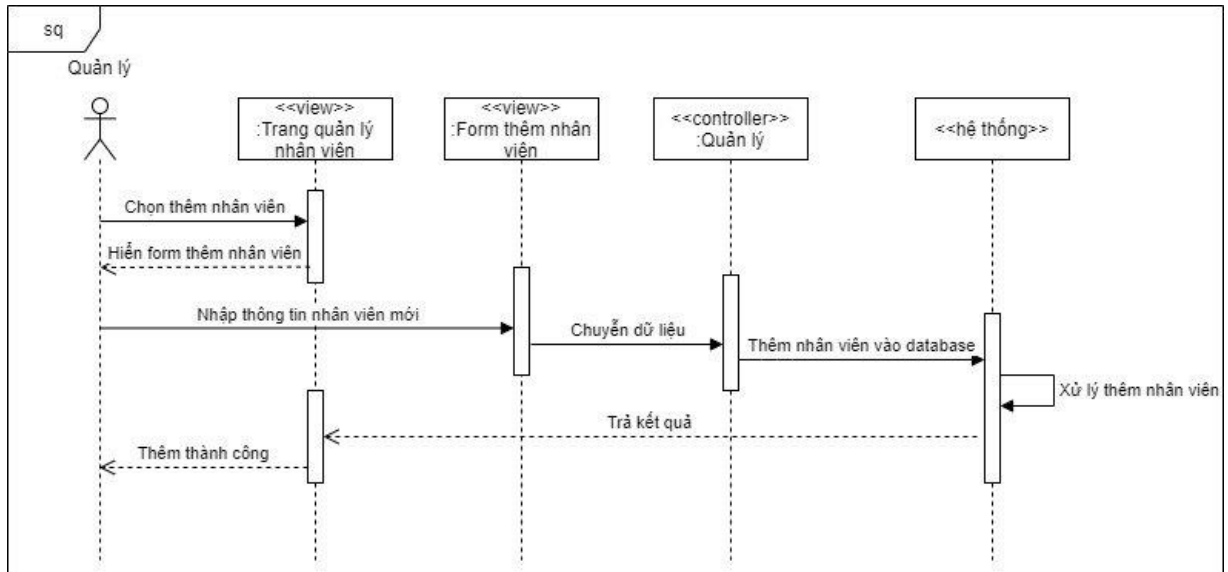 sq
Quản lý
<<view>>
:Trang quản lý
nhân viên
<<view>>
:Form thêm nhân
viên
<<controller>>
:Quản lý
<<hệ thống>>
Chọn thêm nhân viên
Hiển form thêm nhân viên
Nhập thông tin nhân viên mới
Chuyển dữ liệu
Thêm nhân viên vào database
Xử lý thêm nhân viên
Trả kết quả
Thêm thành công